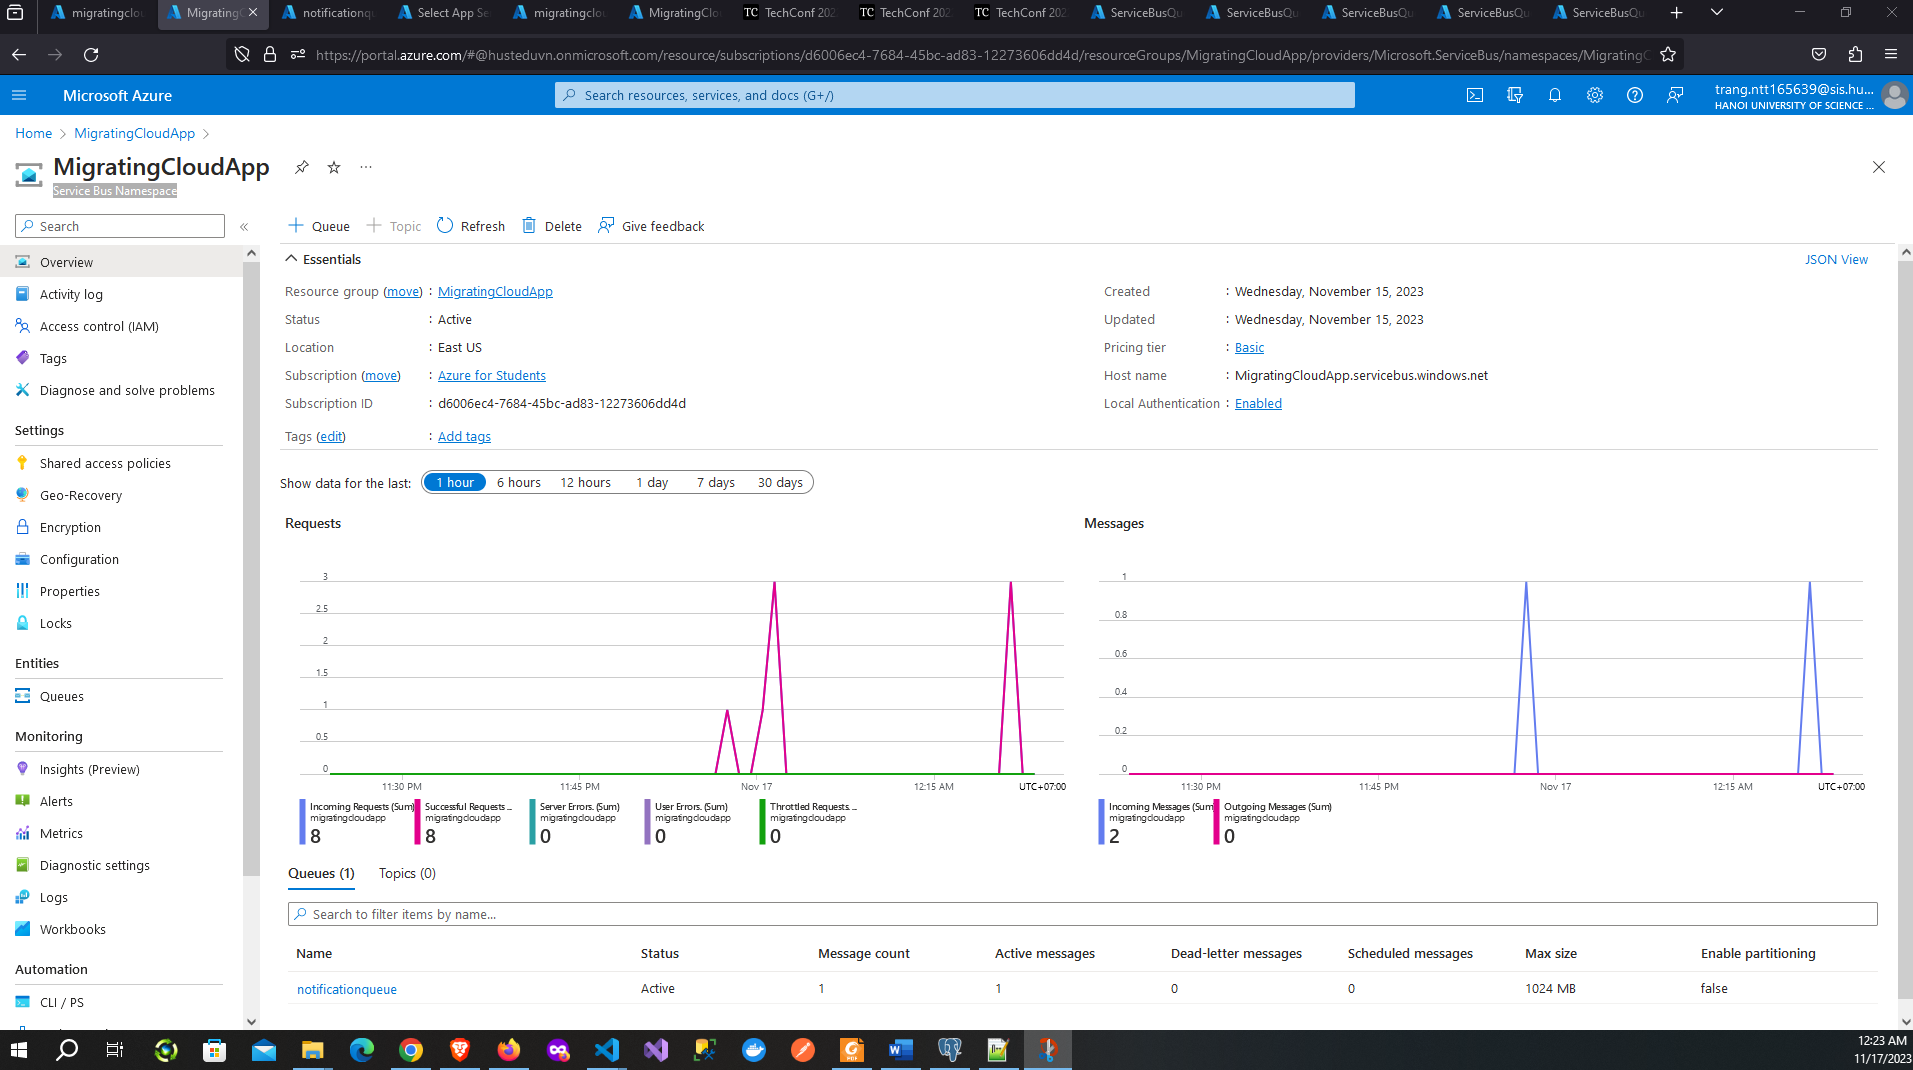 migratingclou
MigratingC
notificationqu
Select App Se
migratingclou
MigratingClo
TC TechConf 202
TC TechConf 202
TC TechConf 202
ServiceBusQu
ServiceBusQu
ServiceBusQu
ServiceBusQu
ServiceBusQu
https://portal.azure.com/#@husteduvn.onmicrosoft.com/resource/subscriptions/d6006ec4-7684-45bc-ad83-12273606dd4d/resourceGroups/MigratingCloudApp/providers/Microsoft.ServiceBus/namespaces/MigratingC
Microsoft Azure
Search resources, services, and docs (G+/)
trang.ntt165639@sis.hu...
HANOI UNIVERSITY OF SCIENCE ...
Home > MigratingCloudApp >
MigratingCloudApp
Service Bus Namespace
Search
Overview
Activity log
Access control (IAM)
Tags
Diagnose and solve problems
Settings
Shared access policies
Geo-Recovery
Encryption
Configuration
Properties
Locks
Entities
Queues
Monitoring
Insights (Preview)
Alerts
Metrics
Diagnostic settings
Logs
Workbooks
Automation
CLI / PS
Queue Topic Refresh Delete Give feedback
Essentials
JSON View
Resource group (move) : MigratingCloudApp
Status : Active
Location : East US
Subscription (move) : Azure for Students
Subscription ID : d6006ec4-7684-45bc-ad83-12273606dd4d
Tags (edit) : Add tags
Created : Wednesday, November 15, 2023
Updated : Wednesday, November 15, 2023
Pricing tier : Basic
Host name : MigratingCloudApp.servicebus.windows.net
Local Authentication : Enabled
Show data for the last: 1 hour 6 hours 12 hours 1 day 7 days 30 days
Requests
3
2.5
2
1.5
1
0.5
0
11:30 PM 11:45 PM Nov 17 12:15 AM UTC+07:00
Incoming Requests (Sum)
migratingcloudapp
8
Successful Requests ...
migratingcloudapp
8
Server Errors. (Sum)
migratingcloudapp
0
User Errors. (Sum)
migratingcloudapp
0
Throttled Requests. ...
migratingcloudapp
0
Messages
1
0.8
0.6
0.4
0.2
0
11:30 PM 11:45 PM Nov 17 12:15 AM UTC+07:00
Incoming Messages (Sum)
migratingcloudapp
2
Outgoing Messages (Sum)
migratingcloudapp
0
Queues (1) Topics (0)
Search to filter items by name...
Name Status Message count Active messages Dead-letter messages Scheduled messages Max size Enable partitioning
notificationqueue Active 1 1 0 0 1024 MB false
12:23 AM
11/17/2023